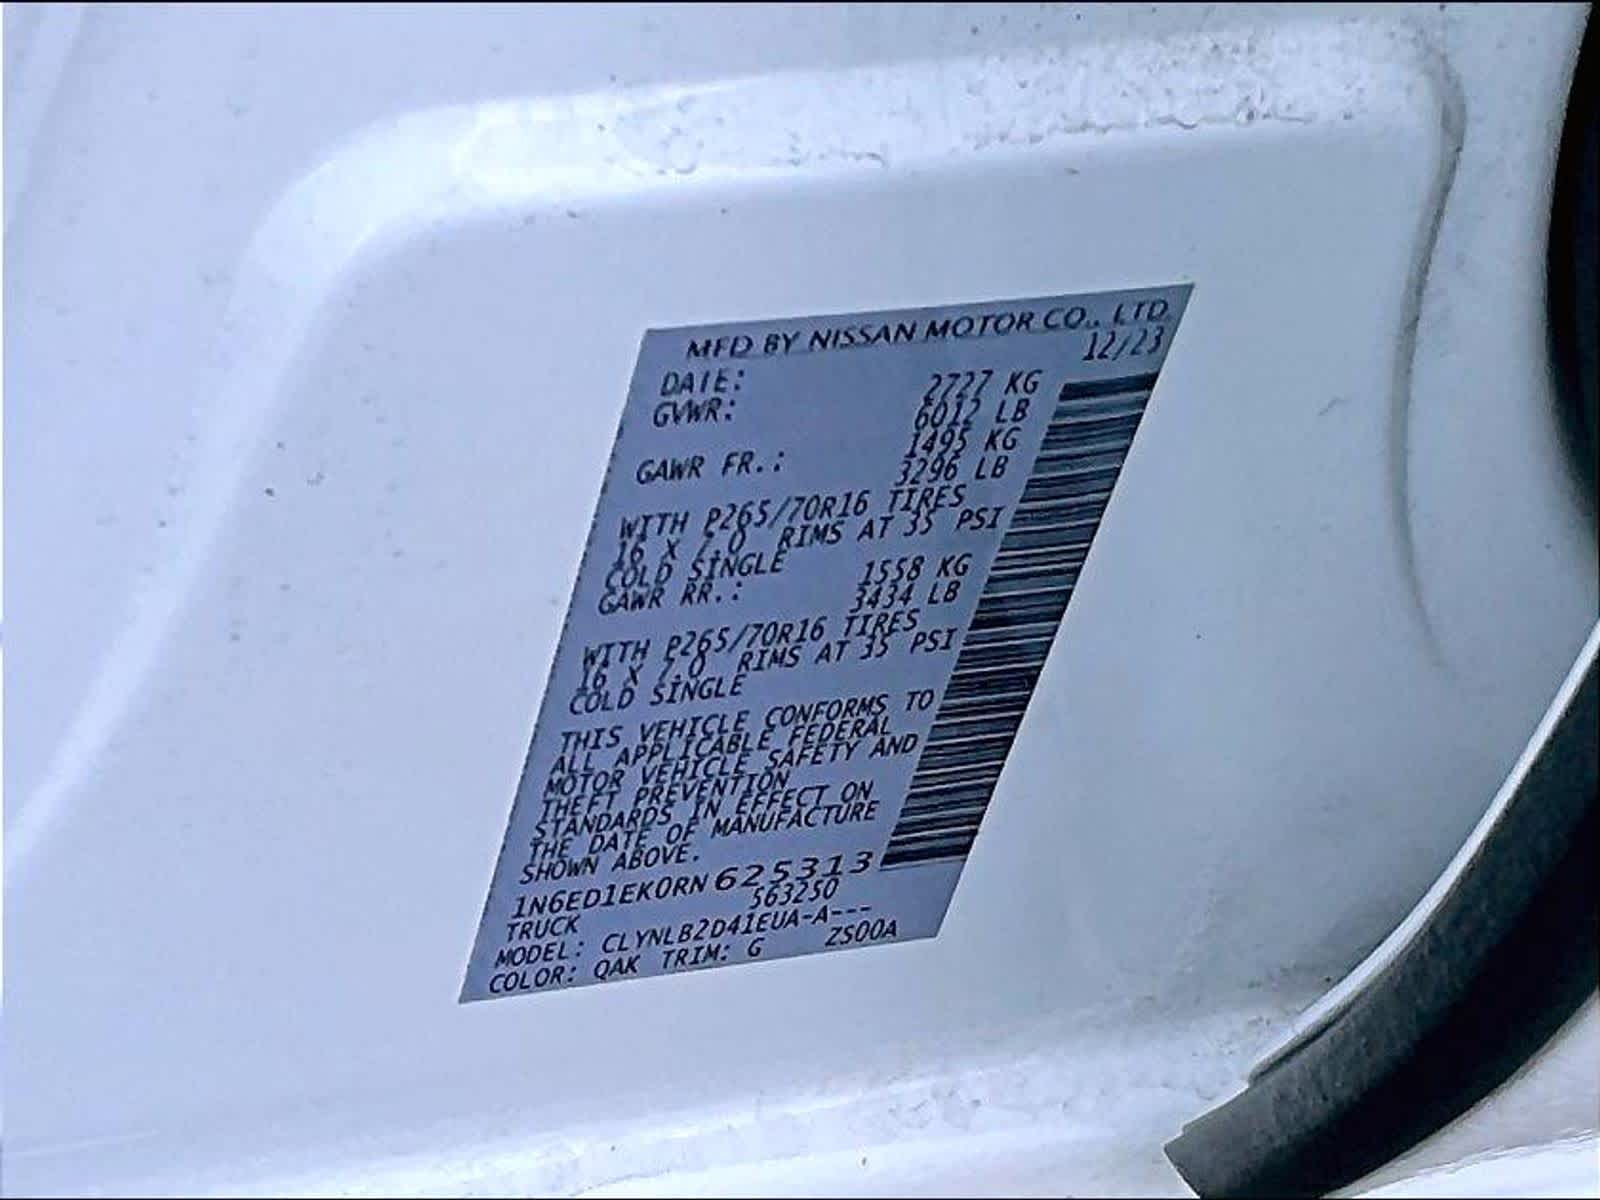 MFD BY NISSAN MOTOR CO., LTD.
DATE: 12/23
GVWR: 2727 KG
6012 LB
GAWR FR.: 1495 KG
3296 LB
WITH P265/70R16 TIRES
16 X 7.0 RIMS AT 35 PSI
COLD SINGLE
GAWR RR.: 1558 KG
3434 LB
WITH P265/70R16 TIRES
16 X 7.0 RIMS AT 35 PSI
COLD SINGLE
THIS VEHICLE CONFORMS TO
ALL APPLICABLE FEDERAL
MOTOR VEHICLE SAFETY AND
THEFT PREVENTION
STANDARDS IN EFFECT ON
THE DATE OF MANUFACTURE
SHOWN ABOVE.
1N6ED1EK0RN625313
TRUCK 563250
MODEL: CLYNLB2D41EUA-A---
COLOR: QAK TRIM: G ZS00A